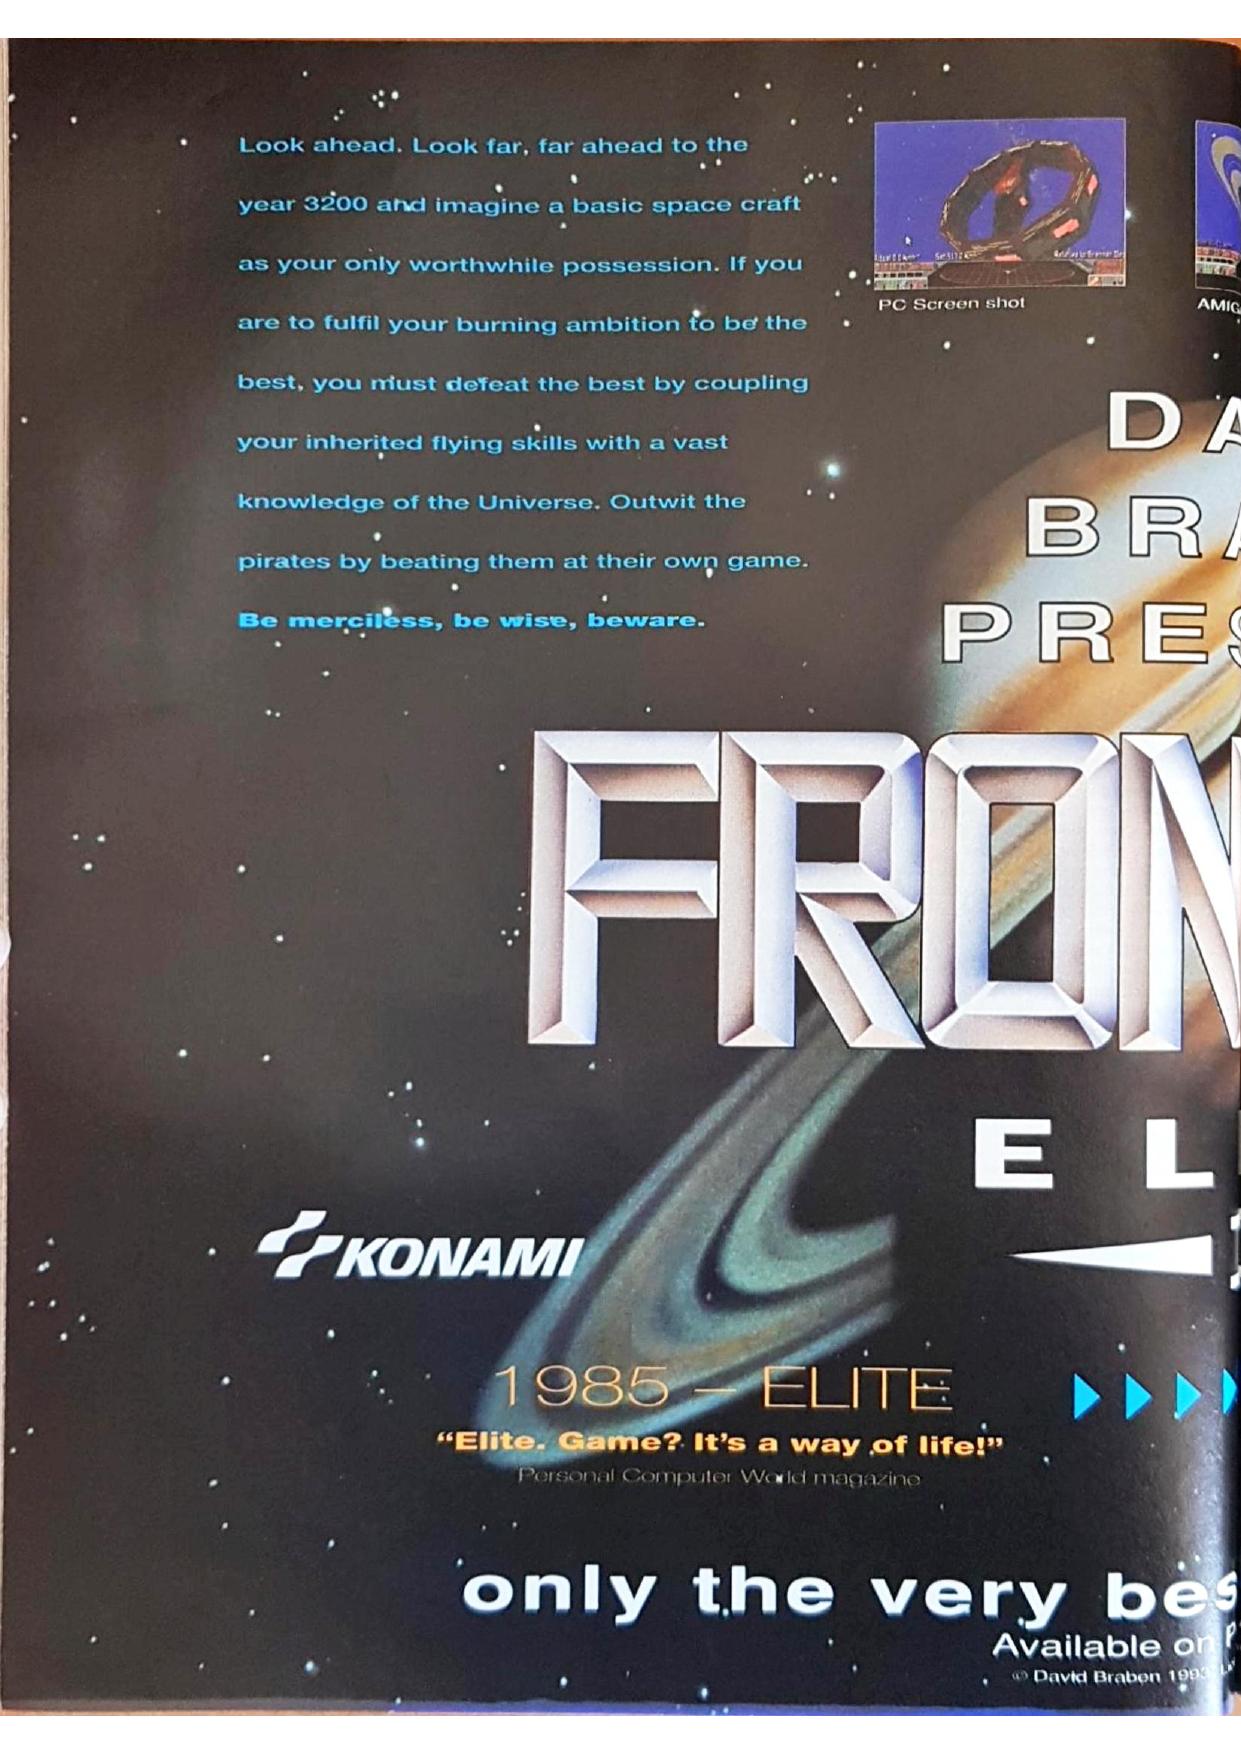 Look ahead. Look far, far ahead to the
year 3200 and imagine a basic space craft
as your only worthwhile possession. If you
are to fulfil your burning ambition to be the
best, you must defeat the best by coupling
your inherited flying skills with a vast
knowledge of the Universe. Outwit the
pirates by beating them at their own game.
Be merciless, be wise, beware.
PC Screen shot
AMIG
DA
BRA
PRES
FRON
EL
KONAMI
1985 – ELITE
“Elite. Game? It's a way of life!”
Personal Computer World magazine
only the very bes
Available on P
© David Braben 1993